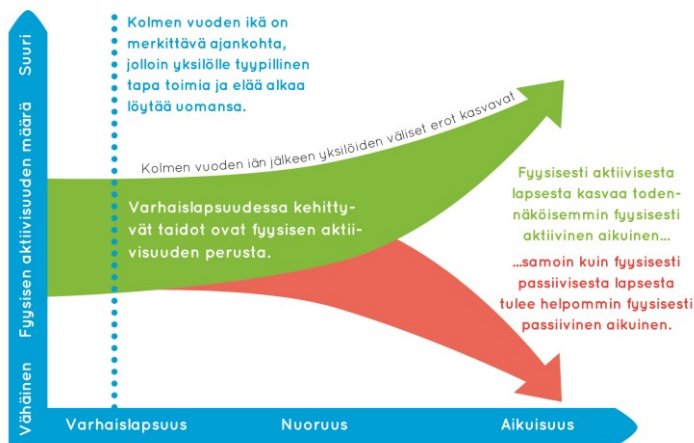 Kolmen vuoden ikä on
merkittävä ajankohta,
jolloin yksilölle tyypillinen
tapa toimia ja elää alkaa
löytää uomansa.
Suuri
Fyysisen aktiivisuuden määrä
Vähäinen
Kolmen vuoden iän jälkeen yksilöiden väliset erot kasvavat
Varhaislapsuudessa kehitty-
vät taidot ovat fyysisen aktii-
visuuden perusta.
Fyysisesti aktiivisesta
lapsesta kasvaa toden-
näköisemmin fyysisesti
aktiivinen aikuinen...
...samoin kuin fyysisesti
passiivisesta lapsesta
tulee helpommin fyysisesti
passiivinen aikuinen.
Varhaislapsuus
Nuoruus
Aikuisuus